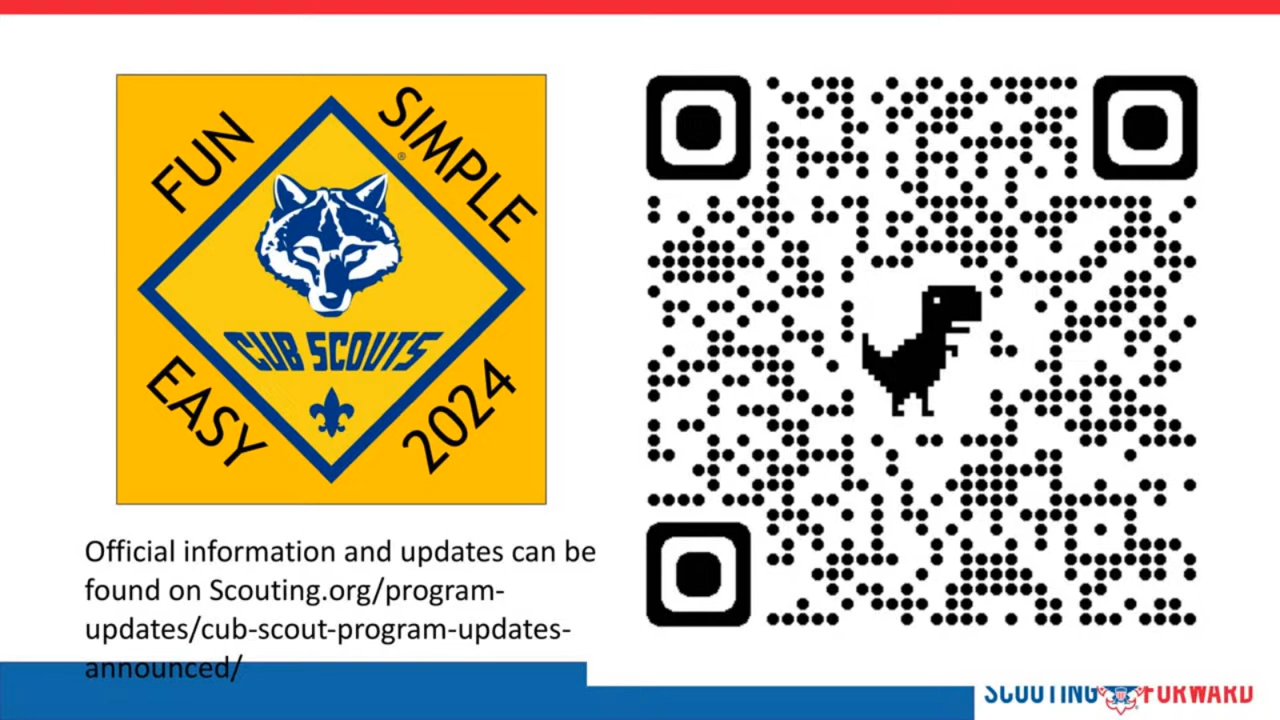 FUN
SIMPLE
®
CUB SCOUTS
EASY
2024
Official information and updates can be
found on Scouting.org/program-
updates/cub-scout-program-updates-
announced/
SCOUTING FORWARD